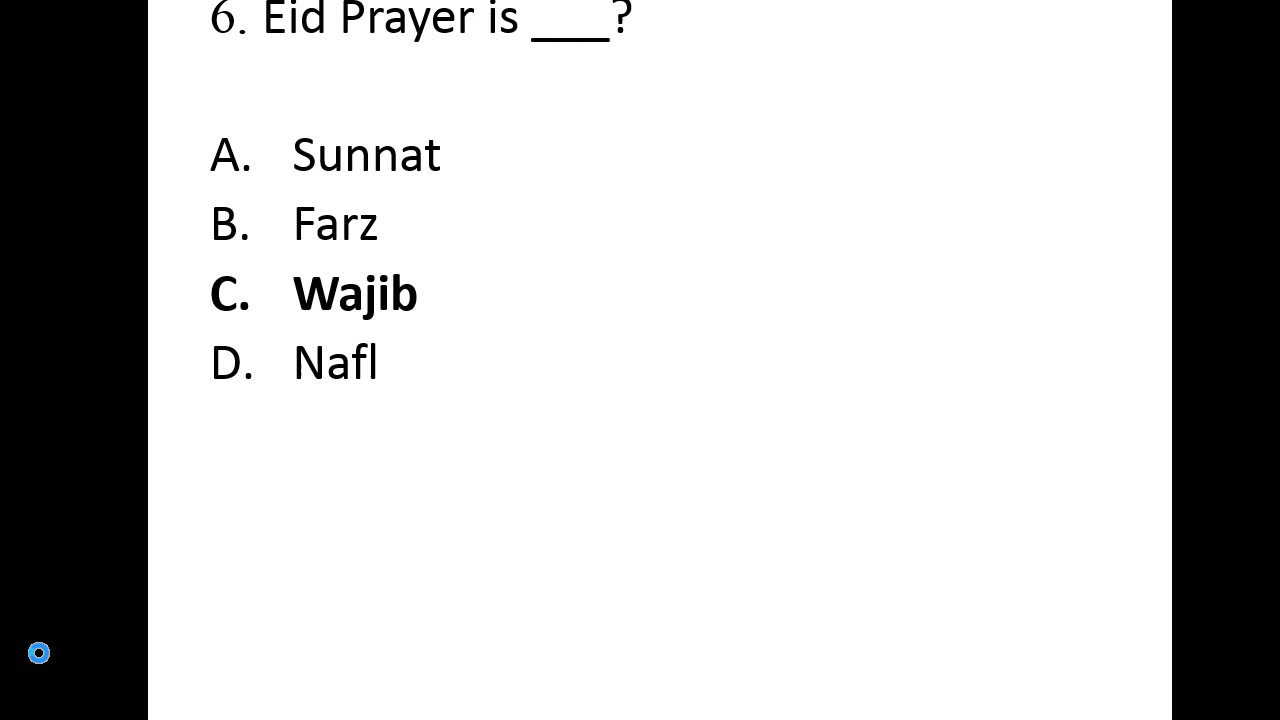 6. Eid Prayer is ___?
A. Sunnat
B. Farz
C. Wajib
D. Nafl